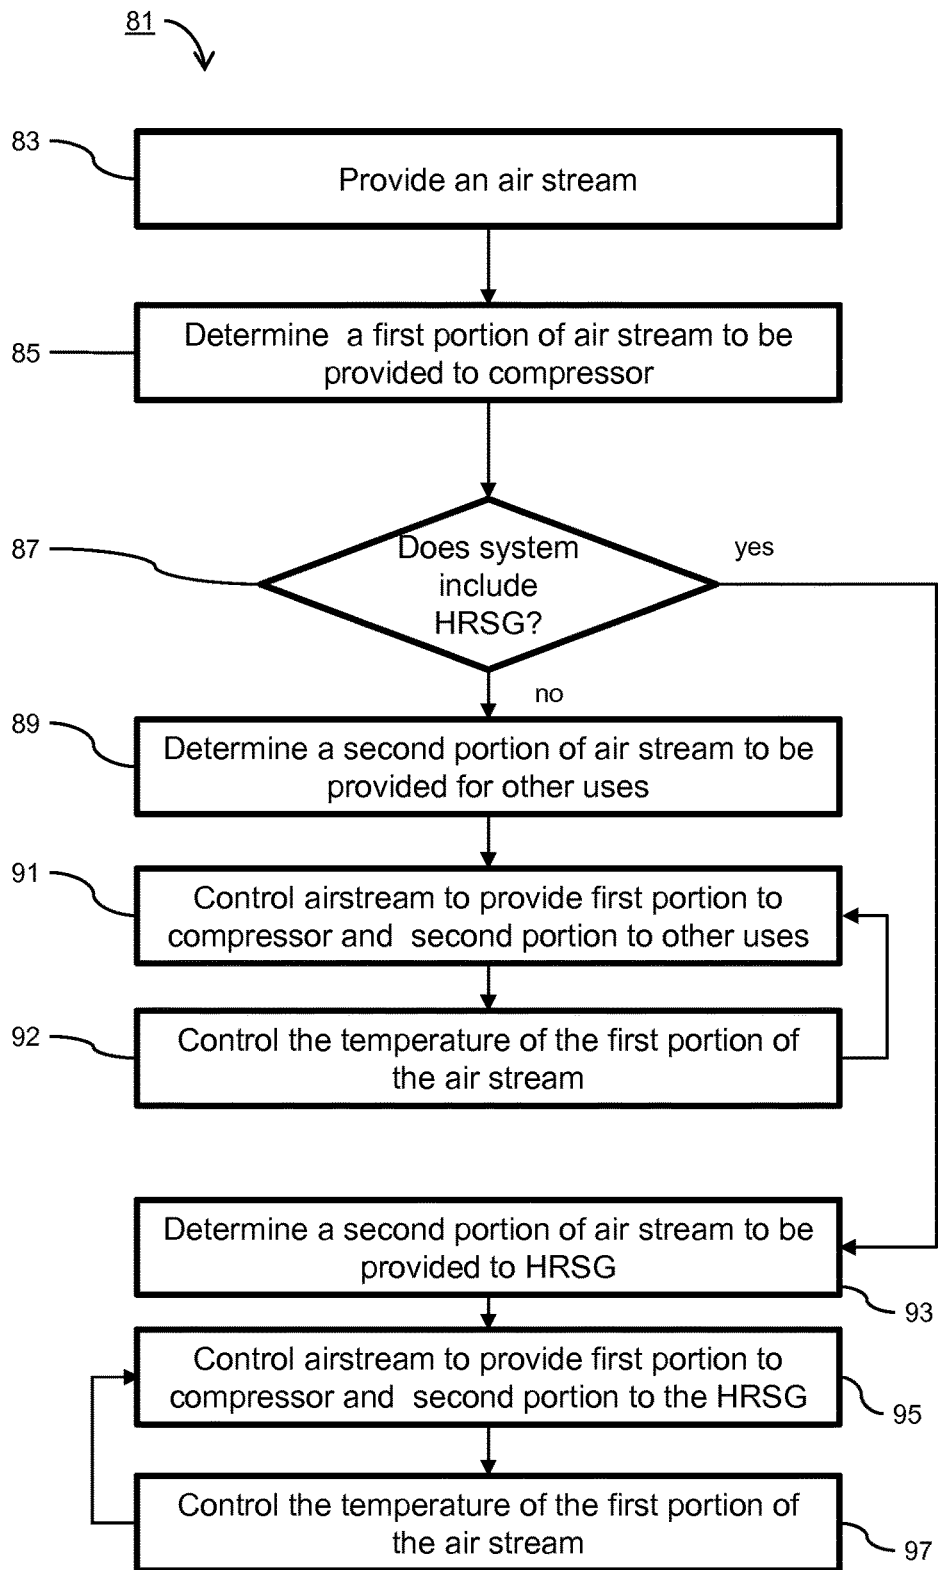 81
83
Provide an air stream
85
Determine a first portion of air stream to be
provided to compressor
87
Does system
include
HRSG?
yes
no
89
Determine a second portion of air stream to be
provided for other uses
91
Control airstream to provide first portion to
compressor and second portion to other uses
92
Control the temperature of the first portion of
the air stream
Determine a second portion of air stream to be
provided to HRSG
93
Control airstream to provide first portion to
compressor and second portion to the HRSG
95
Control the temperature of the first portion of
the air stream
97